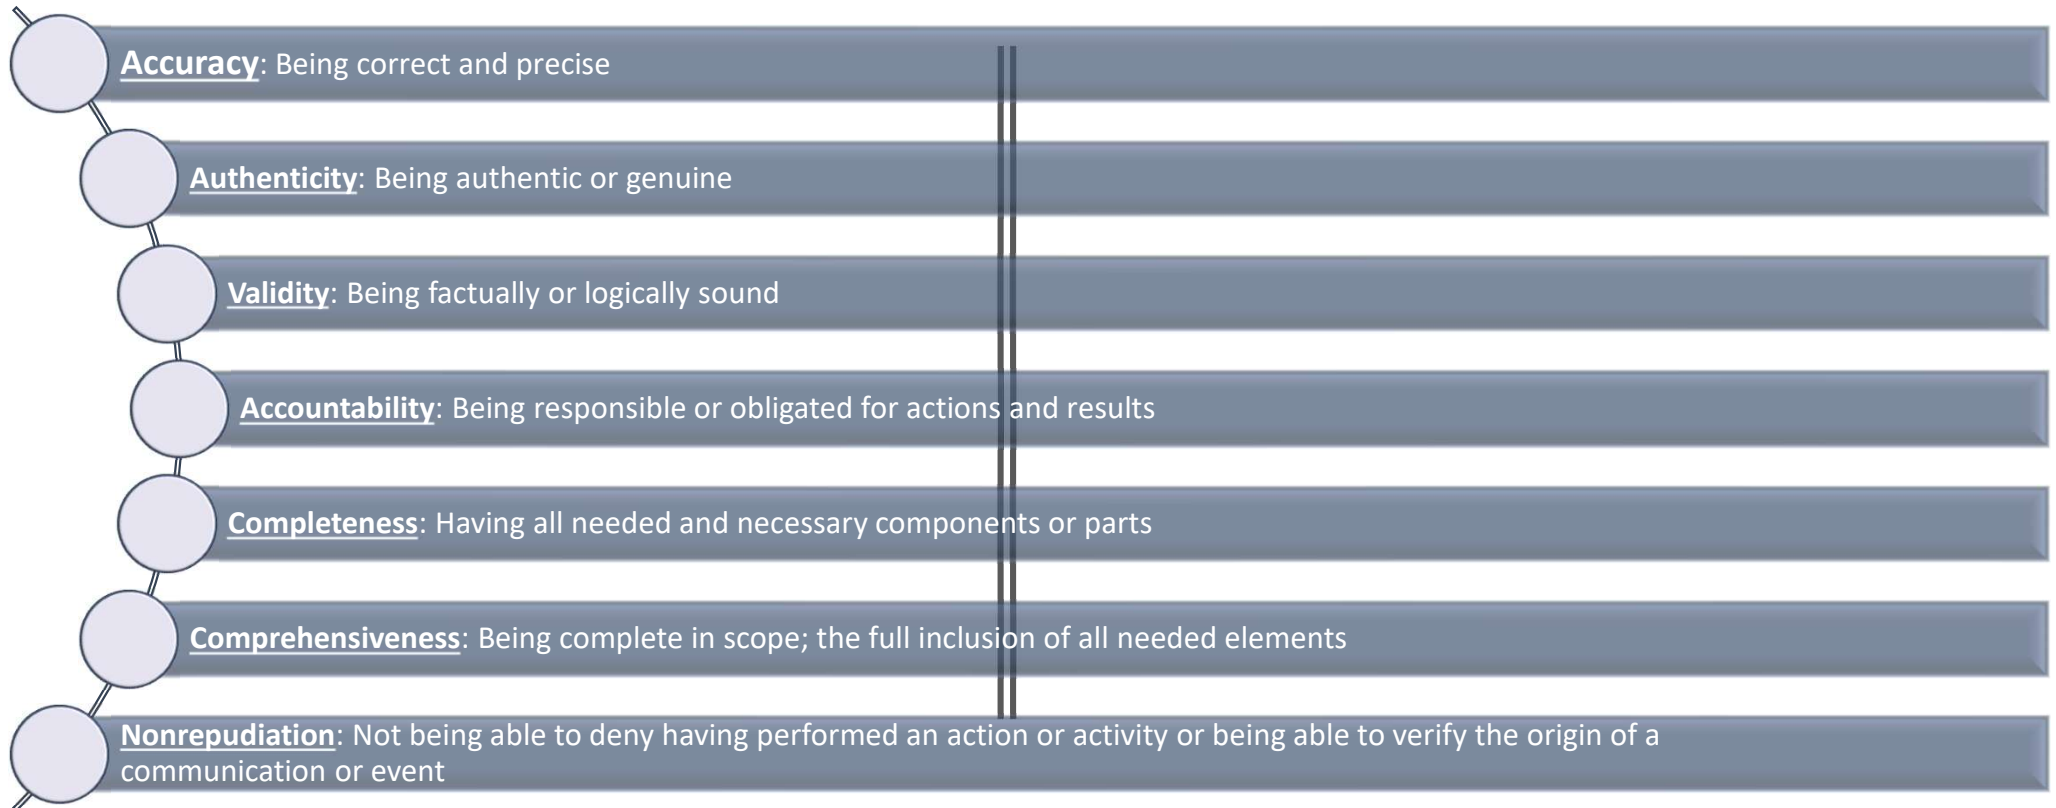 Accuracy: Being correct and precise
Authenticity: Being authentic or genuine
Validity: Being factually or logically sound
Accountability: Being responsible or obligated for actions and results
Completeness: Having all needed and necessary components or parts
Comprehensiveness: Being complete in scope; the full inclusion of all needed elements
Nonrepudiation: Not being able to deny having performed an action or activity or being able to verify the origin of a
communication or event